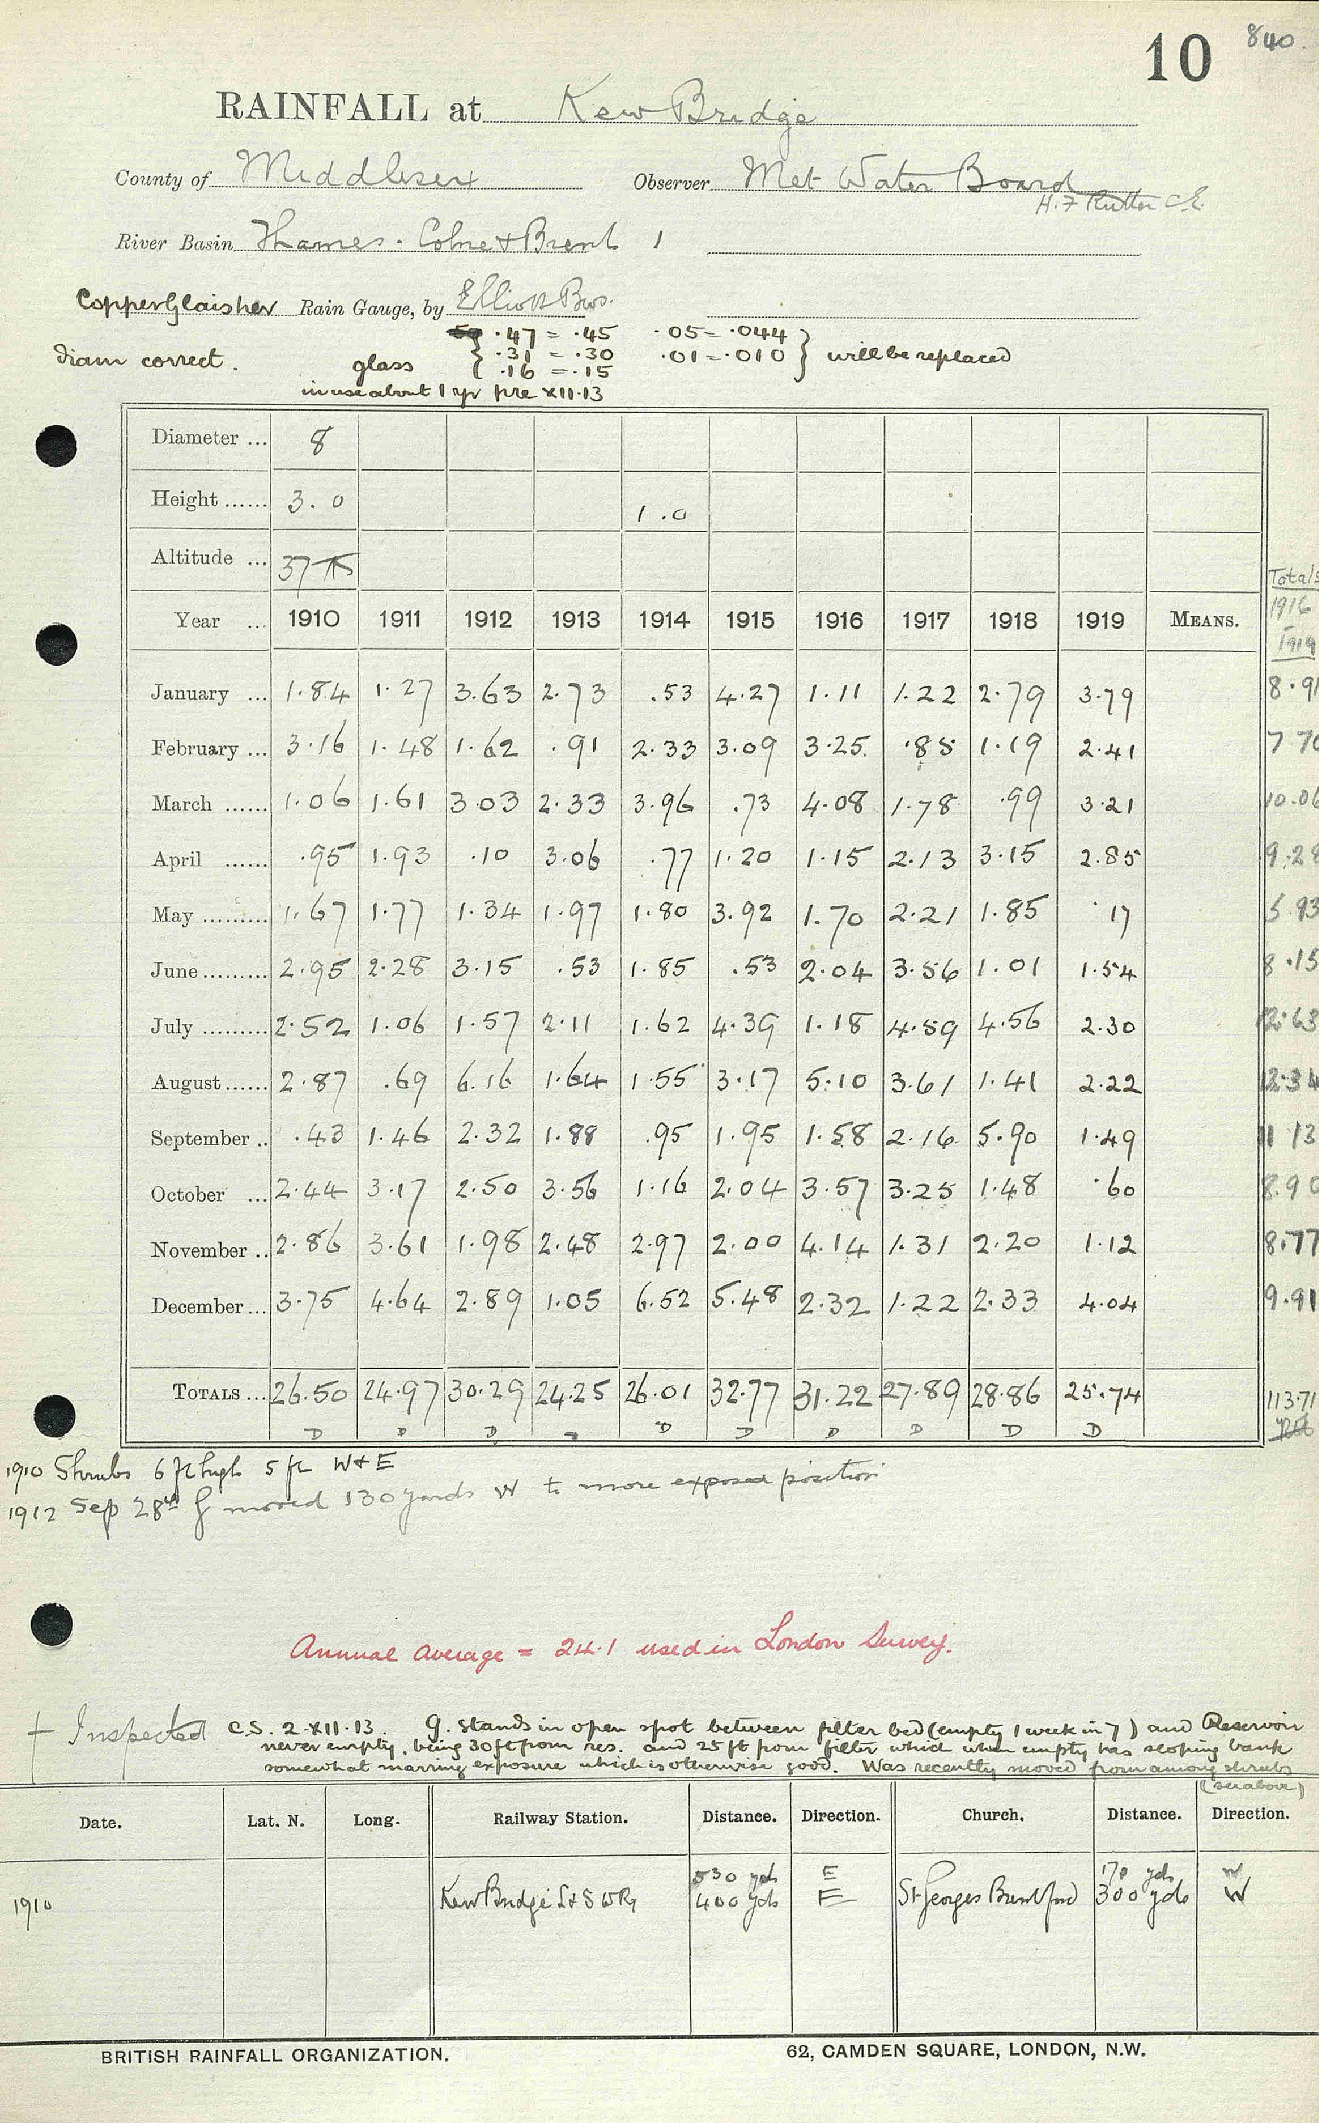 10 840.
RAINFALL at Kew Bridge
County of Middlesex Observer Met Water Board
H. F Rutter C.E.
River Basin Thames. Colne & Brent 1
Copper Glaisher Rain Gauge, by Elliott Bros.
.47 = .45 .05 = .044
diam correct. glass { .31 = .30 .01 = .010 } will be replaced
.16 = .15
in use about 1 yr pre XII.13
Diameter ... 8
Height ...... 3.0 1.0
Altitude ... 37
Totals
Year ... 1910 1911 1912 1913 1914 1915 1916 1917 1918 1919 MEANS. 1916 - 1919
January ... 1.84 1.27 3.63 2.73 .53 4.27 1.11 1.22 2.79 3.79 8.91
February ... 3.16 1.48 1.62 .91 2.33 3.09 3.25 .85 1.19 2.41 7 70
March ...... 1.06 1.61 3.03 2.33 3.96 .73 4.08 1.78 .99 3.21 10.06
April ...... .95 1.93 .10 3.06 .77 1.20 1.15 2.13 3.15 2.85 9.28
May ......... 1.67 1.77 1.34 1.97 1.80 3.92 1.70 2.21 1.85 .17 5 93
June ......... 2.95 2.28 3.15 .53 1.85 .53 2.04 3.56 1.01 1.54 8.15
July ......... 2.52 1.06 1.57 2.11 1.62 4.39 1.18 4.59 4.56 2.30 12.63
August ...... 2.87 .69 6.16 1.64 1.55 3.17 5.10 3.61 1.41 2.22 12.34
September .. .43 1.46 2.32 1.88 .95 1.95 1.58 2.16 5.90 1.49 11 13
October ... 2.44 3.17 2.50 3.56 1.16 2.04 3.57 3.25 1.48 .60 8.90
November .. 2.86 3.61 1.98 2.48 2.97 2.00 4.14 1.31 2.20 1.12 8.77
December ... 3.75 4.64 2.89 1.05 6.52 5.48 2.32 1.22 2.33 4.04 9.91
TOTALS ... 26.50 24.97 30.29 24.25 26.01 32.77 31.22 27.89 28.86 25.74 113.71
D D D D D D D D D D
1910 Shrubs 6 ft high 5 ft W & E
1912 Sep 28th G moved 130 yards W to more exposed position
Annual average = 24.1 used in London Survey.
† Inspected C.S. 2.XII.13. G. stands in open spot between filter bed (empty 1 week in 7) and Reservoir
never empty, being 30 ft from res. and 25 ft from filter which when empty has sloping bank
somewhat marring exposure which is otherwise good. Was recently moved from among shrubs
(see above)
Date. Lat. N. Long. Railway Station. Distance. Direction. Church. Distance. Direction.
530 yds E 170 yds W
1910 Kew Bridge L & S W Ry 400 yds E St Georges Brentford 300 yds W
BRITISH RAINFALL ORGANIZATION. 62, CAMDEN SQUARE, LONDON, N.W.